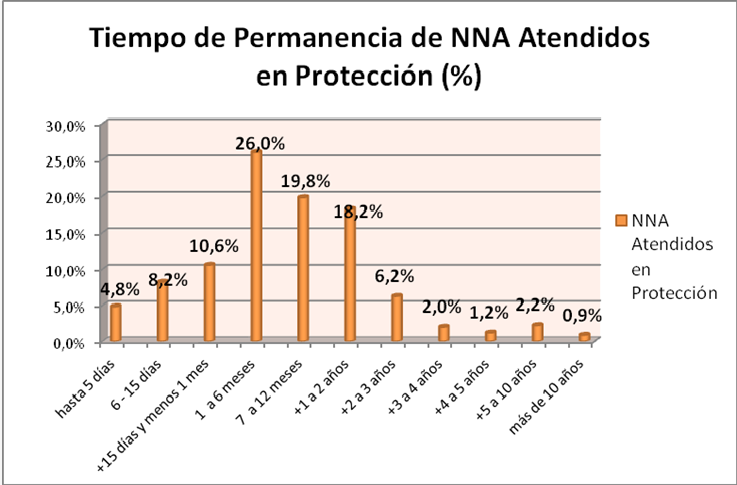 Tiempo de Permanencia de NNA Atendidos
en Protección (%)
30,0%
25,0%
20,0%
15,0%
10,0%
5,0%
0,0%
4,8%
8,2%
10,6%
26,0%
19,8%
18,2%
6,2%
2,0%
1,2%
2,2%
0,9%
hasta 5 días
6 - 15 días
+15 días y menos 1 mes
1 a 6 meses
7 a 12 meses
+1 a 2 años
+2 a 3 años
+3 a 4 años
+4 a 5 años
+5 a 10 años
más de 10 años
NNA
Atendidos
en
Protección